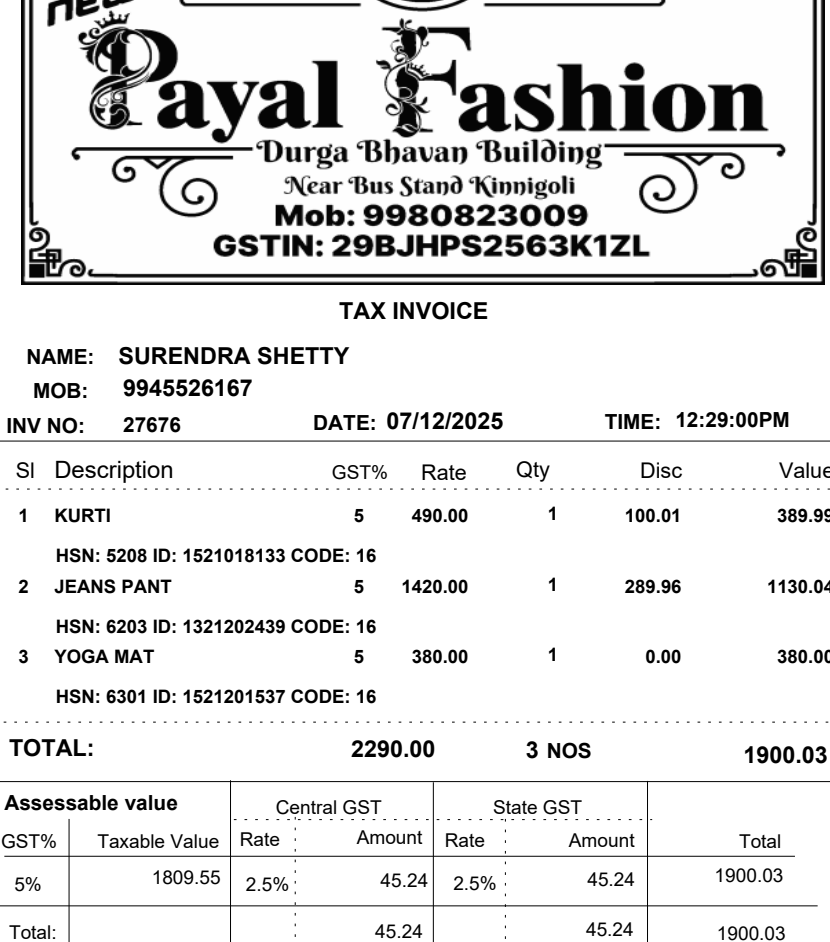 new
Payal Fashion
Durga Bhavan Building
Near Bus Stand Kinnigoli
Mob: 9980823009
GSTIN: 29BJHPS2563K1ZL
TAX INVOICE
NAME: SURENDRA SHETTY
MOB: 9945526167
INV NO: 27676 DATE: 07/12/2025 TIME: 12:29:00PM
Sl Description GST% Rate Qty Disc Value
1 KURTI 5 490.00 1 100.01 389.99
HSN: 5208 ID: 1521018133 CODE: 16
2 JEANS PANT 5 1420.00 1 289.96 1130.04
HSN: 6203 ID: 1321202439 CODE: 16
3 YOGA MAT 5 380.00 1 0.00 380.00
HSN: 6301 ID: 1521201537 CODE: 16
TOTAL: 2290.00 3 NOS 1900.03
Assessable value Central GST State GST
GST% Taxable Value Rate Amount Rate Amount Total
5% 1809.55 2.5% 45.24 2.5% 45.24 1900.03
Total: 45.24 45.24 1900.03